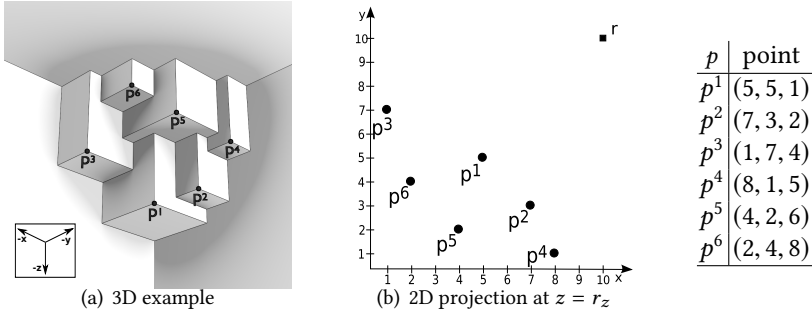 p6
p5
p3
p4
p2
p1
-x
-y
-z
(a) 3D example
y
10
9
8
7
6
5
4
3
2
1
1 2 3 4 5 6 7 8 9 10 x
r
p3
p1
p6
p2
p5
p4
(b) 2D projection at z = r_z
p point
p¹ (5, 5, 1)
p² (7, 3, 2)
p³ (1, 7, 4)
p⁴ (8, 1, 5)
p⁵ (4, 2, 6)
p⁶ (2, 4, 8)